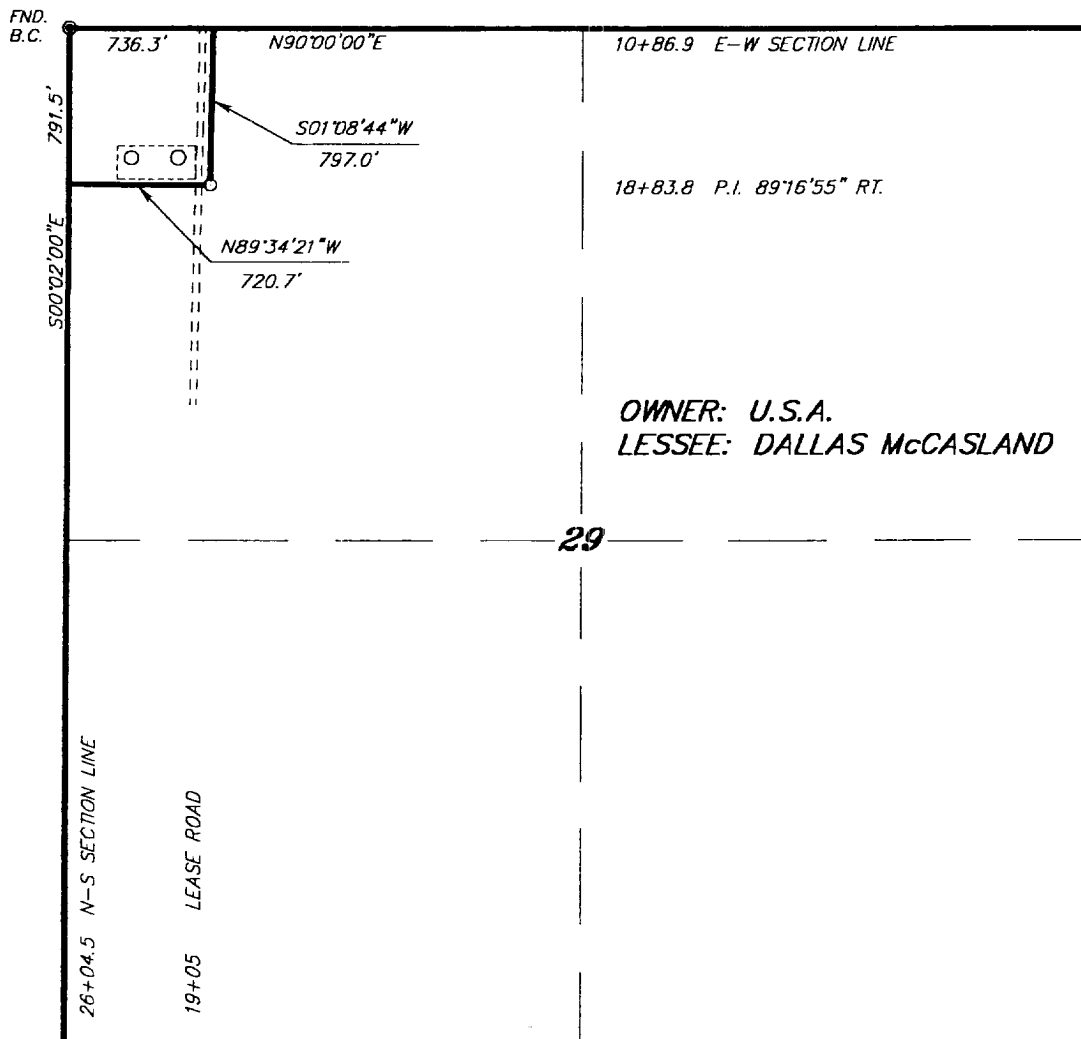 FND.
B.C.
736.3'
N90°00'00"E
10+86.9 E-W SECTION LINE
791.5'
S01°08'44"W
797.0'
18+83.8 P.I. 89°16'55" RT.
N89°34'21"W
720.7'
S00°02'00"E
OWNER: U.S.A.
LESSEE: DALLAS McCASLAND
29
26+04.5 N-S SECTION LINE
19+05 LEASE ROAD